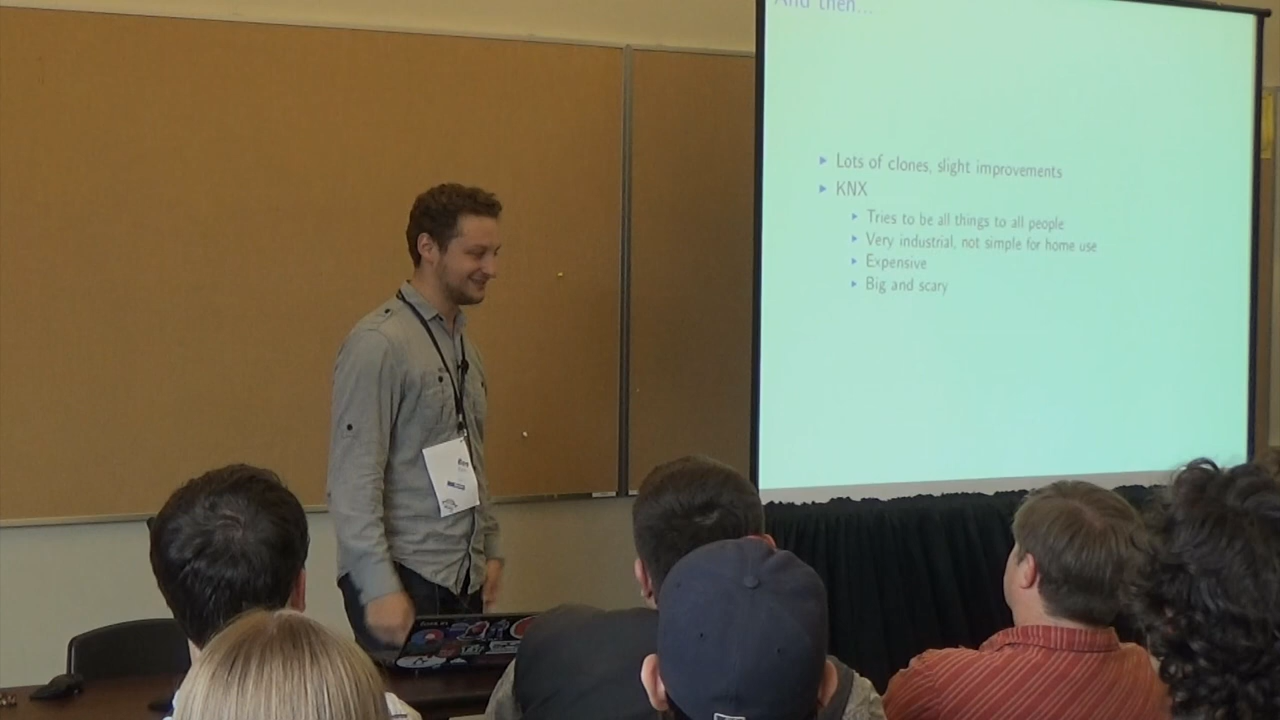 And then...
Lots of clones, slight improvements
KNX
Tries to be all things to all people
Very industrial, not simple for home use
Expensive
Big and scary